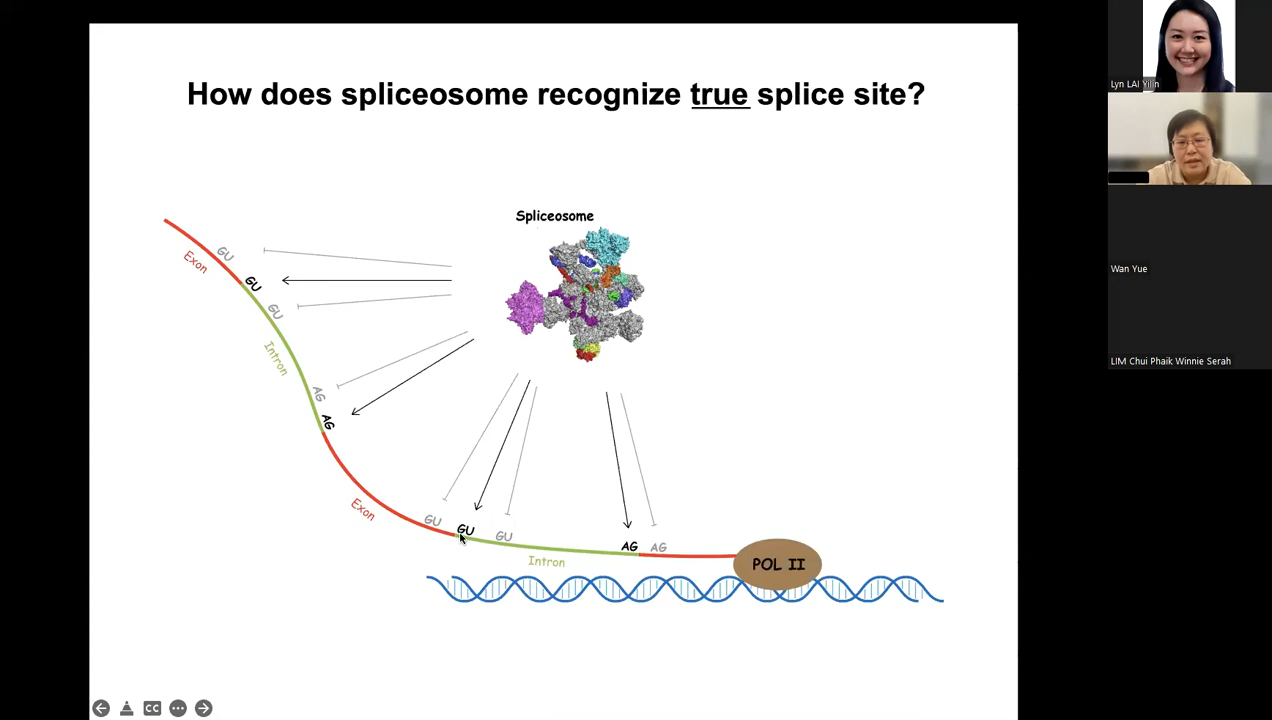 How does spliceosome recognize true splice site?
Spliceosome
GU
Exon
GU
GU
Intron
AG
AG
Exon
GU
GU
GU
Intron
AG
AG
POL II
CC
Lyn LAI Yilin
Wan Yue
LIM Chui Phaik Winnie Serah